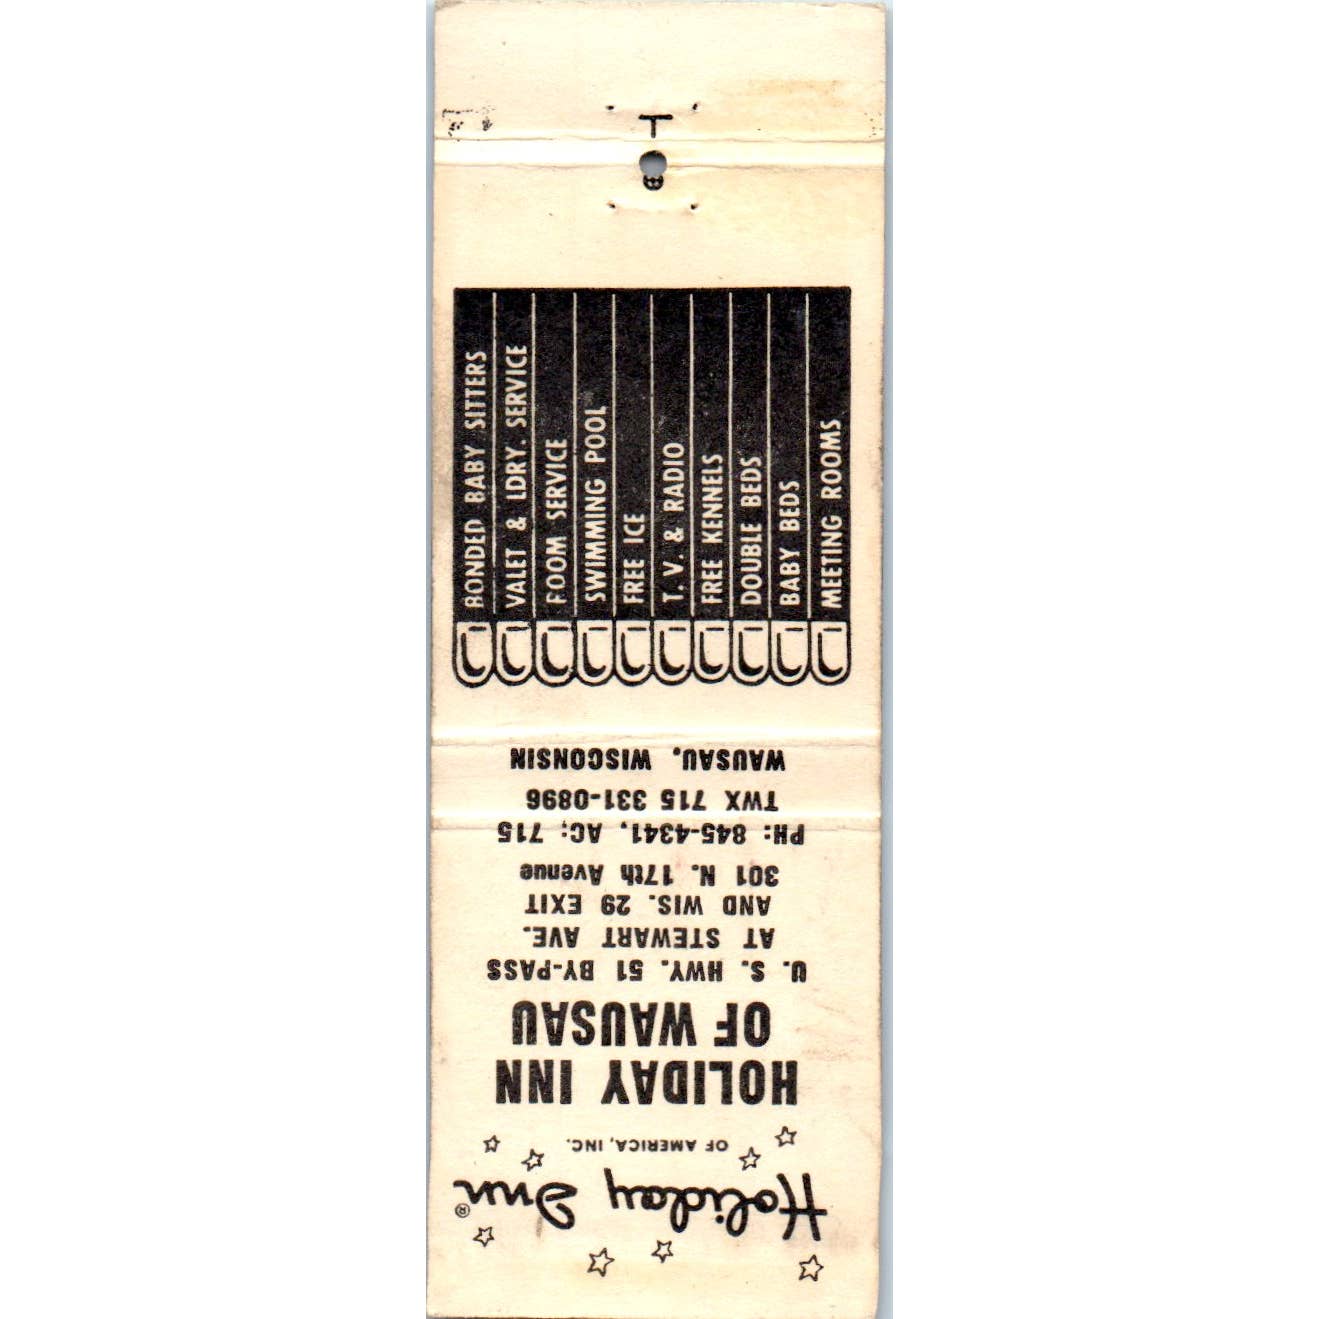 BONDED BABY SITTERS
VALET & LDRY. SERVICE
ROOM SERVICE
SWIMMING POOL
FREE ICE
T. V. & RADIO
FREE KENNELS
DOUBLE BEDS
BABY BEDS
MEETING ROOMS
Holiday Inn®
OF AMERICA, INC.
HOLIDAY INN
OF WAUSAU
U. S. HWY. 51 BY-PASS
AT STEWART AVE.
AND WIS. 29 EXIT
301 N. 17th Avenue
PH: 845-4341, AC; 715
TWX 715 331-0896
WAUSAU, WISCONSIN